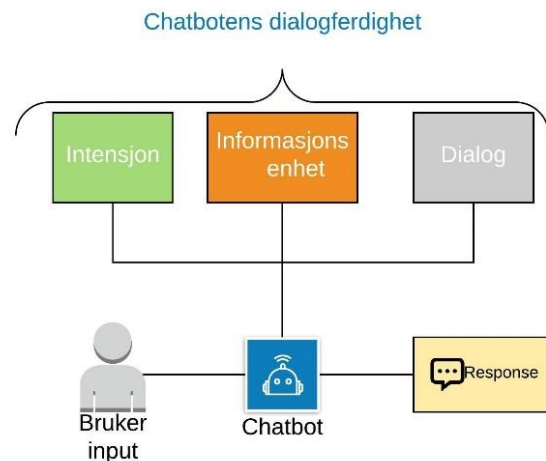 Chatbotens dialogferdighet
Intensjon
Informasjons
enhet
Dialog
Bruker
input
Chatbot
Response